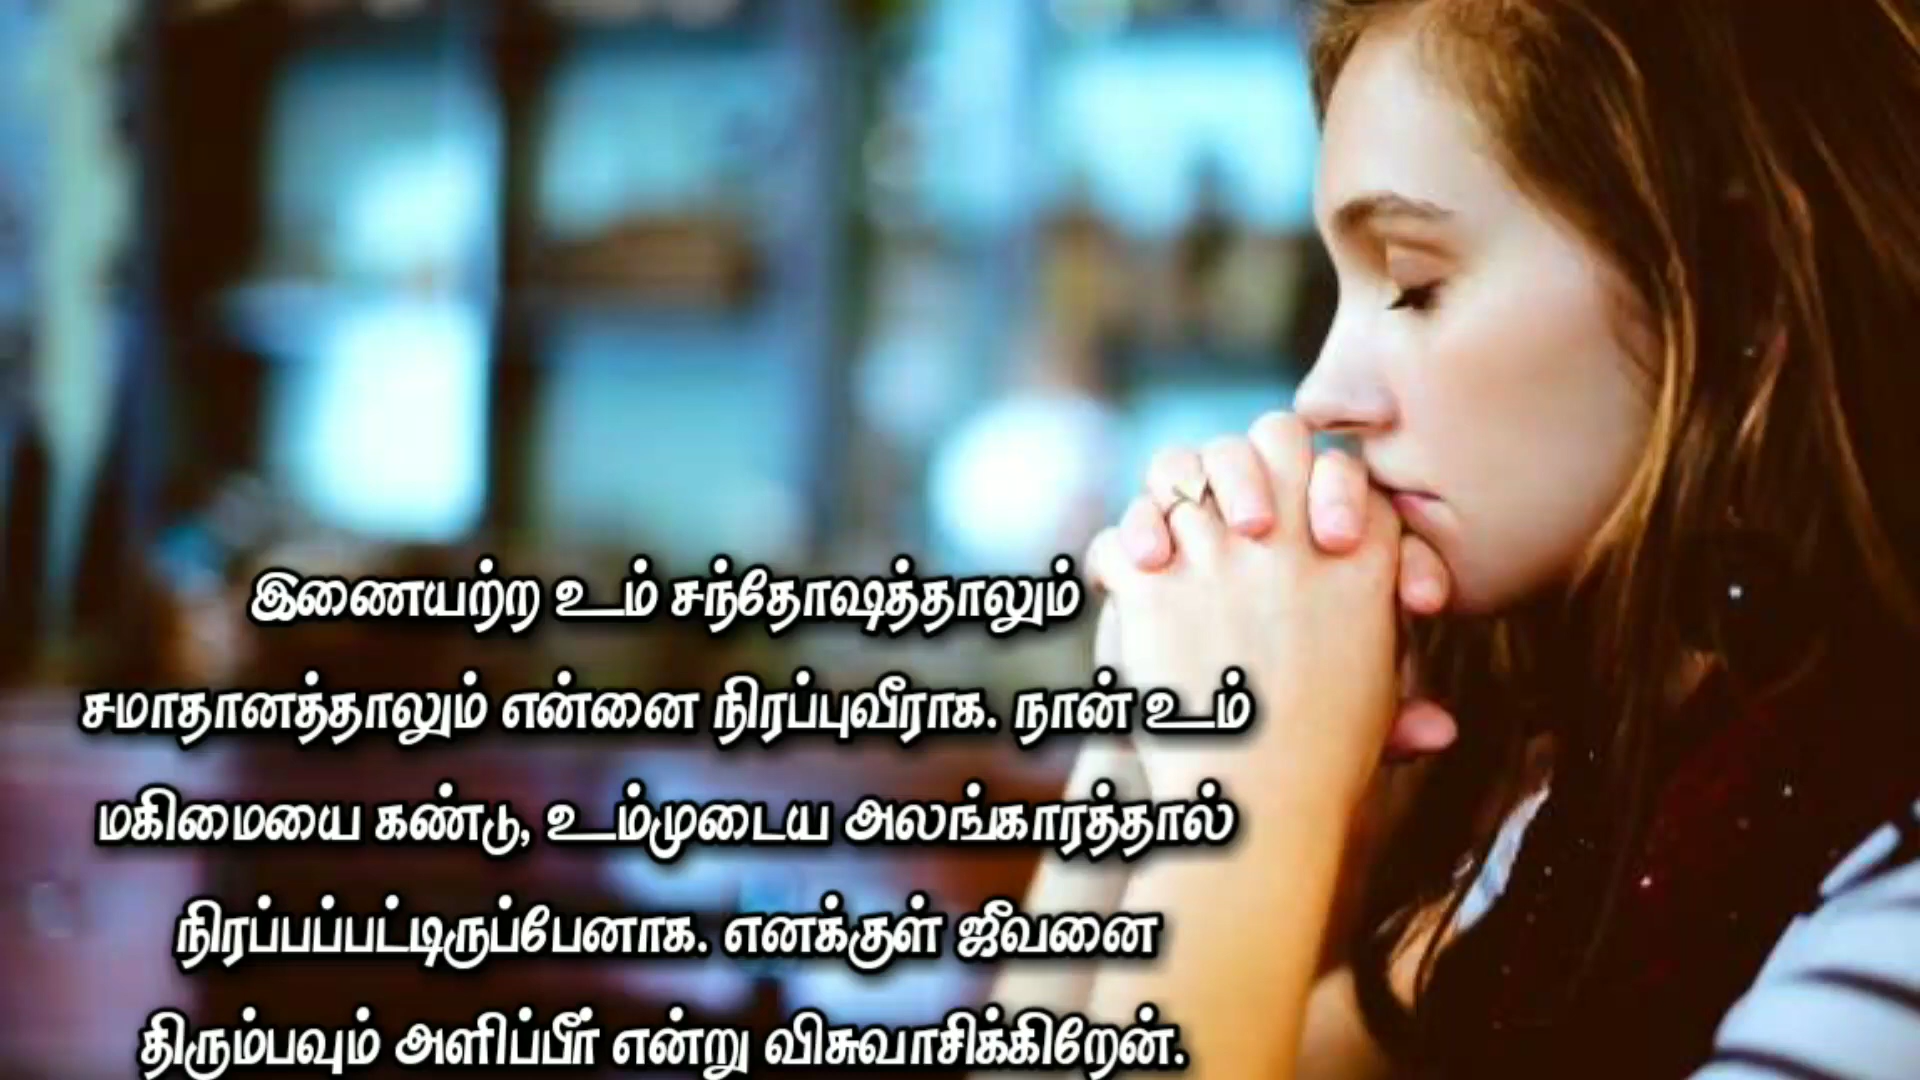 இணையற்ற உம் சந்தோஷத்தாலும்
சமாதானத்தாலும் என்னை நிரப்புவீராக. நான் உம்
மகிமையை கண்டு, உம்முடைய அலங்காரத்தால்
நிரப்பப்பட்டிருப்பேனாக. எனக்குள் ஜீவனை
திரும்பவும் அளிப்பீர் என்று விசுவாசிக்கிறேன்.